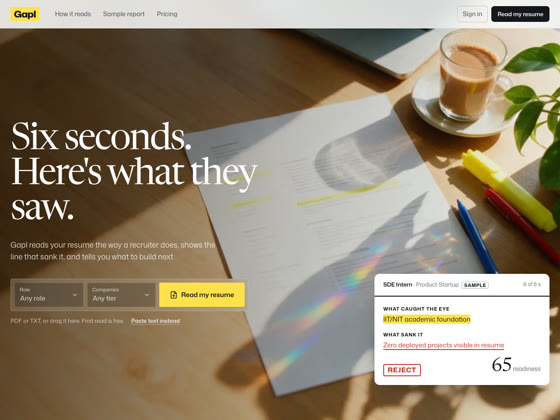 Gapl
How it reads
Sample report
Pricing
Sign in
Read my resume
Six seconds.
Here's what they
saw.
Gapl reads your resume the way a recruiter does, shows the
line that sank it, and tells you what to build next.
Role
Any role
Companies
Any tier
Read my resume
PDF or TXT, or drag it here. First read is free.
Paste text instead
SDE Intern · Product Startup SAMPLE
6 of 6 s
WHAT CAUGHT THE EYE
IIT/NIT academic foundation
WHAT SANK IT
Zero deployed projects visible in resume
REJECT
65 readiness